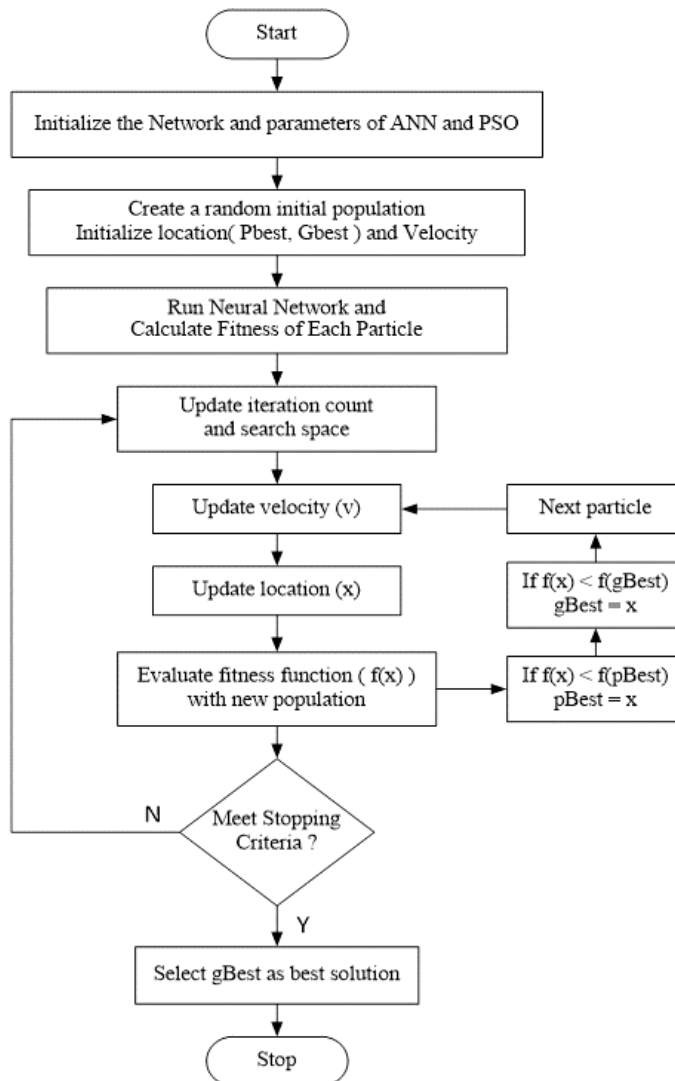 Start
Initialize the Network and parameters of ANN and PSO
Create a random initial population
Initialize location( Pbest, Gbest ) and Velocity
Run Neural Network and
Calculate Fitness of Each Particle
Update iteration count
and search space
Update velocity (v)
Next particle
Update location (x)
If f(x) < f(gBest)
gBest = x
Evaluate fitness function ( f(x) )
with new population
If f(x) < f(pBest)
pBest = x
N
Meet Stopping
Criteria ?
Y
Select gBest as best solution
Stop